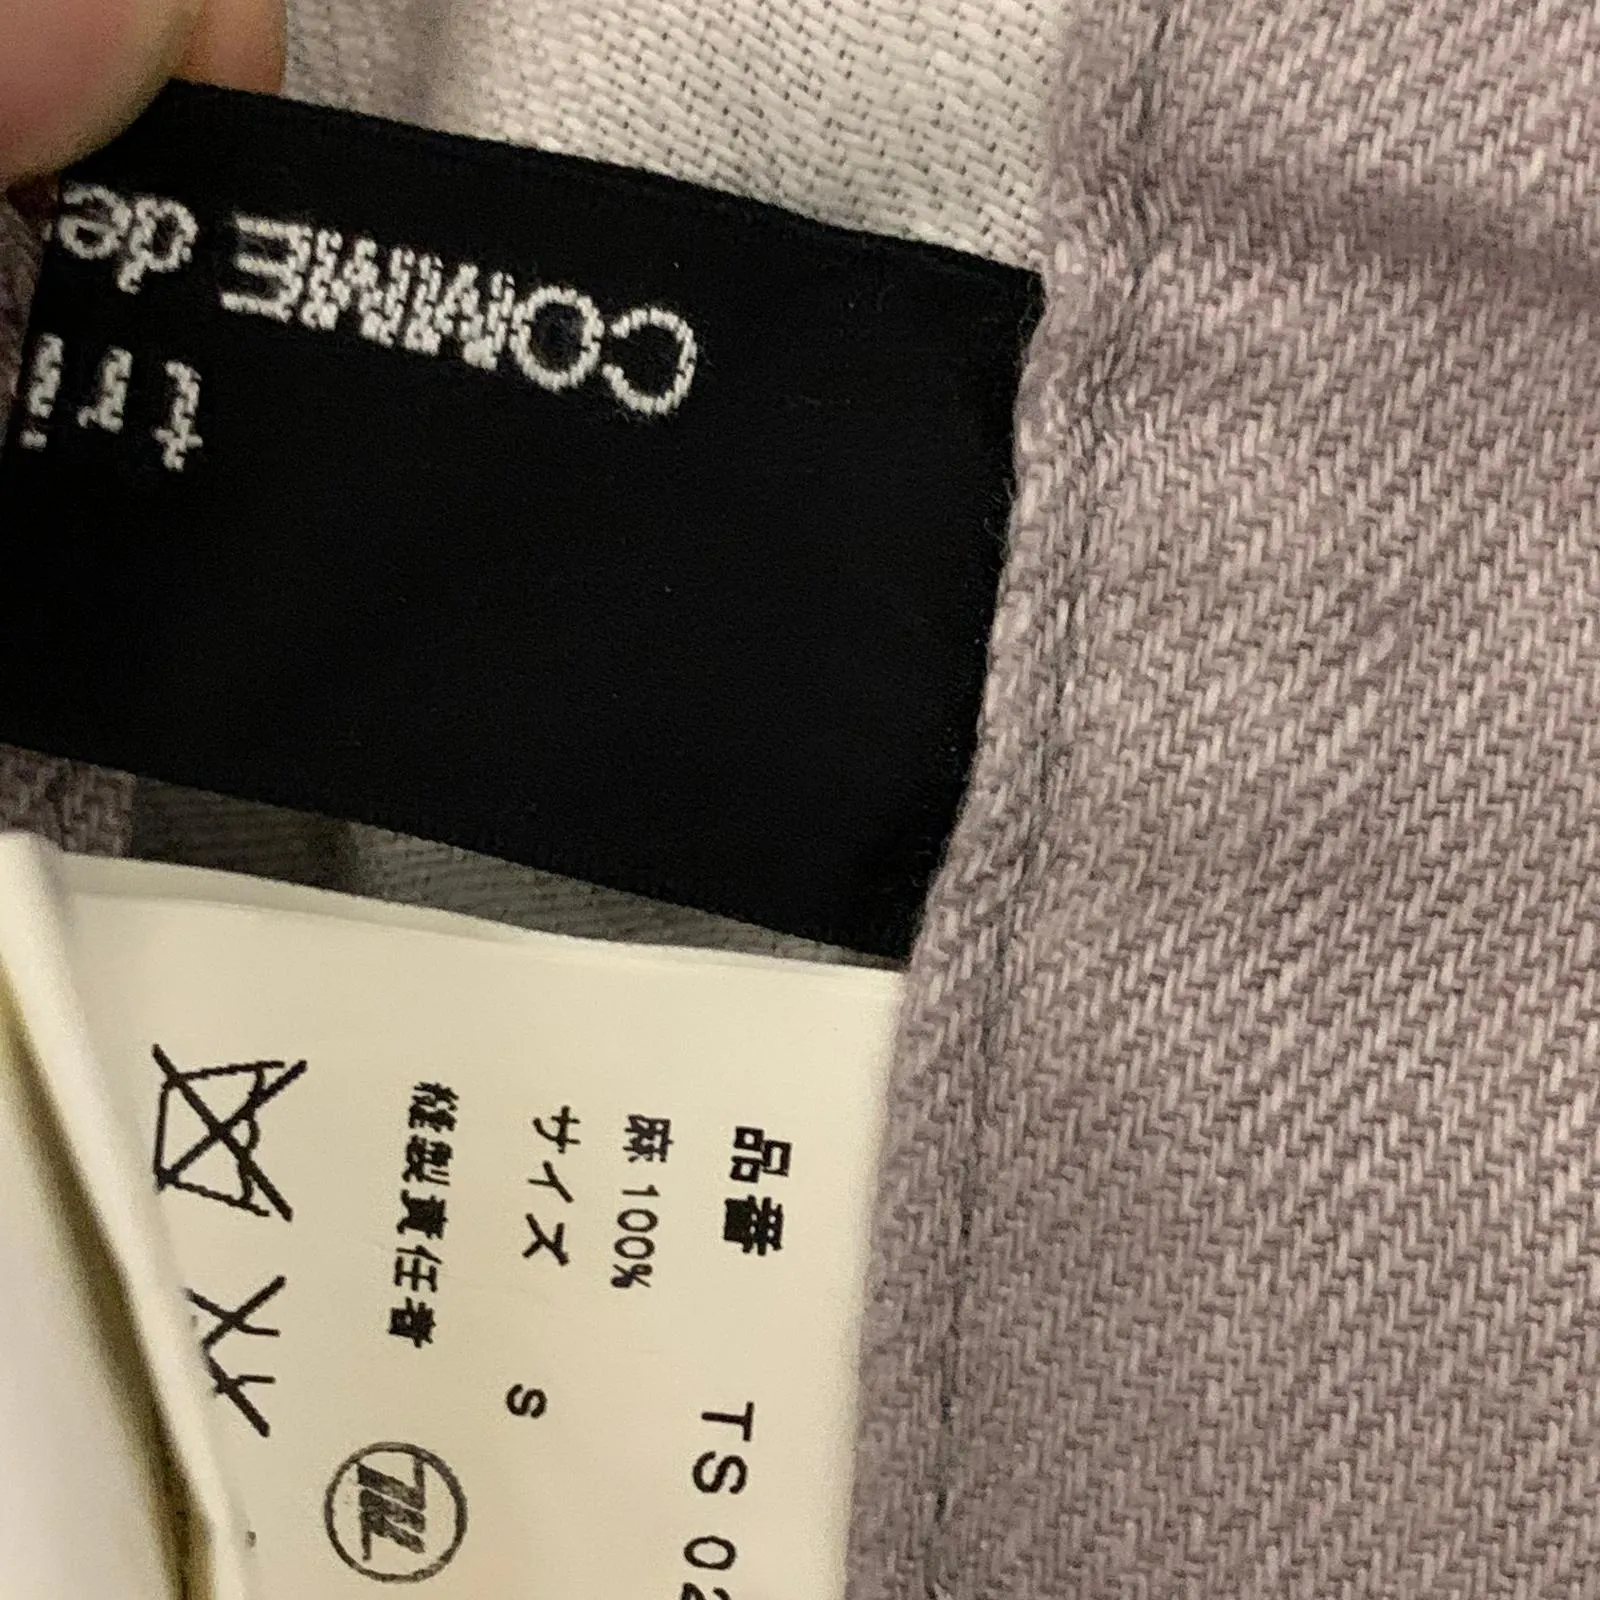 COMME de
tri
品番 TS 02
麻 100%
サイズ S
縫製責任者